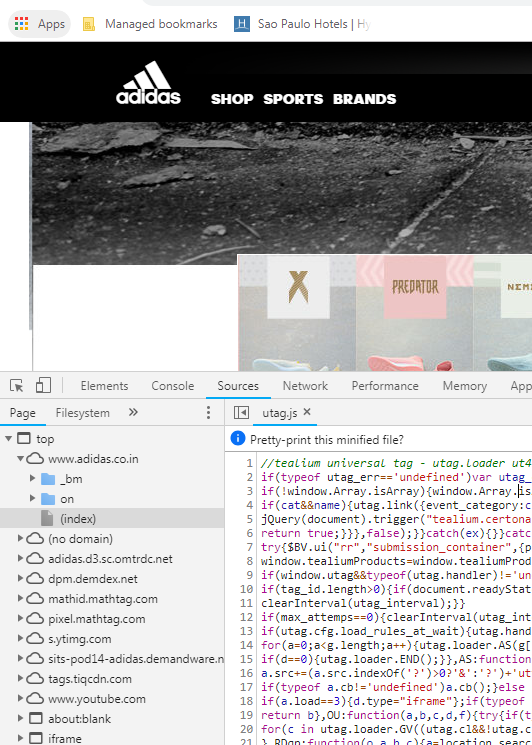 Apps Managed bookmarks Sao Paulo Hotels | Hy
adidas SHOP SPORTS BRANDS
X PREDATOR NEM
Elements Console Sources Network Performance Memory App
Page Filesystem » utag.js ×
Pretty-print this minified file?
top
www.adidas.co.in
_bm
on
(index)
(no domain)
adidas.d3.sc.omtrdc.net
dpm.demdex.net
mathid.mathtag.com
pixel.mathtag.com
s.ytimg.com
sits-pod14-adidas.demandware.n
tags.tiqcdn.com
www.youtube.com
about:blank
iframe
1 //tealium universal tag - utag.loader ut4
2 if(typeof utag_err=='undefined')var utag_
3 if(!window.Array.isArray){window.Array.is
4 if(cat&&name){utag.link({event_category:c
5 jQuery(document).trigger("tealium.certona
6 return true;}}},false);}}catch(ex){}}catc
7 try{$BV.ui("rr","submission_container",{p
8 window.tealiumProducts=window.tealiumProd
9 if(window.utag&&typeof(utag.handler)!='un
10 if(tag_id.length>0){if(document.readyStat
11 clearInterval(utag_interval);}}
12 if(max_attemps==0){clearInterval(utag_int
13 if(utag.cfg.load_rules_at_wait){utag.hand
14 for(a=0;a<g.length;a++){utag.loader.AS(g[
15 if(d==0){utag.loader.END();}},AS:function
16 a.src+=(a.src.indexOf('?')>0?'&':'?')+'ut
17 if(typeof a.cb!='undefined')a.cb();}else
18 if(a.load==3){d.type="iframe"};if(typeof
19 return b},OU:function(a,b,c,d,f){try{if(t
20 for(c in utag.loader.GV((utag.cl&&!utag.c
21 },RDqp:function(o,a,b,c){a=location.search